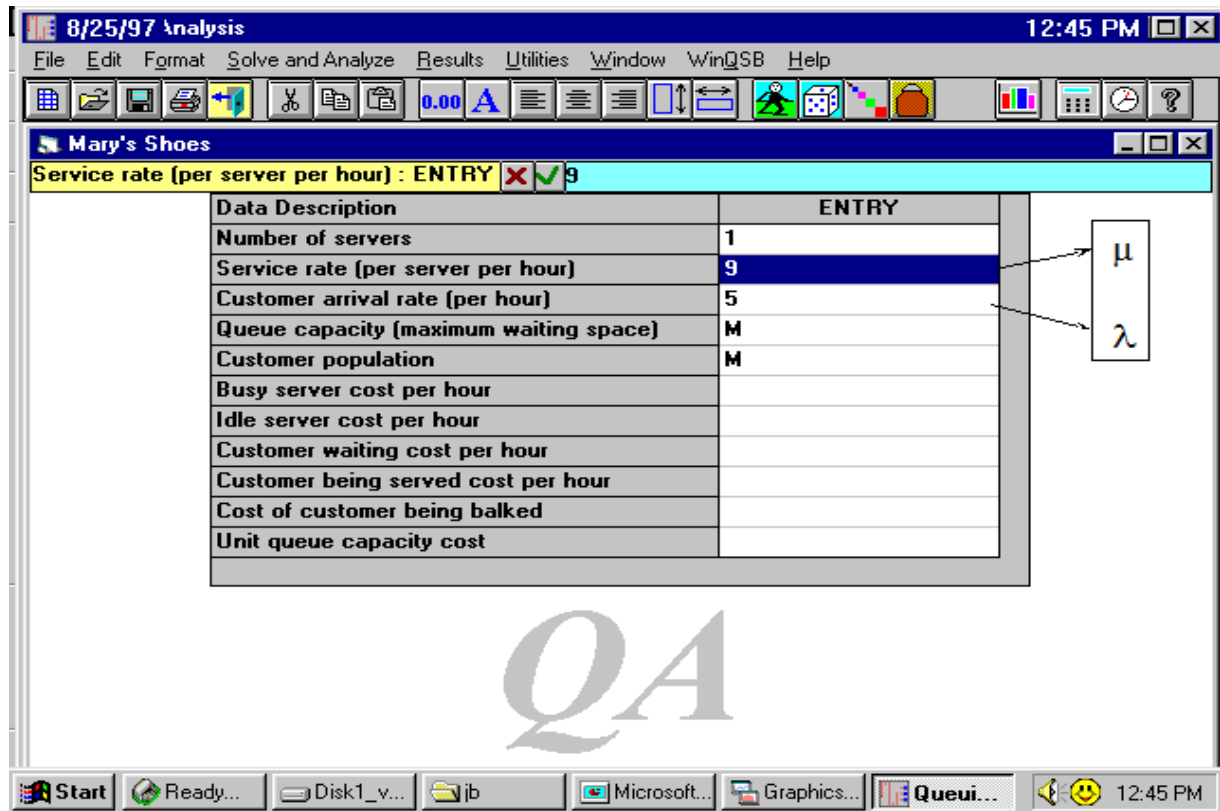 8/25/97 Analysis 12:45 PM
File Edit Format Solve and Analyze Results Utilities Window WinQSB Help
0.00 A ?
Mary's Shoes
Service rate (per server per hour) : ENTRY 9
Data Description ENTRY
Number of servers 1
Service rate (per server per hour) 9 μ
Customer arrival rate (per hour) 5
Queue capacity (maximum waiting space) M λ
Customer population M
Busy server cost per hour
Idle server cost per hour
Customer waiting cost per hour
Customer being served cost per hour
Cost of customer being balked
Unit queue capacity cost
QA
Start Ready... Disk1_v... jb Microsoft... Graphics... Queui... 12:45 PM